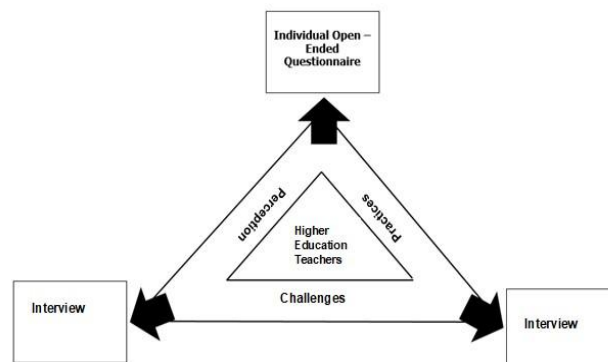 Individual Open –
Ended
Questionnaire
Perception
Practices
Higher
Education
Teachers
Challenges
Interview
Interview